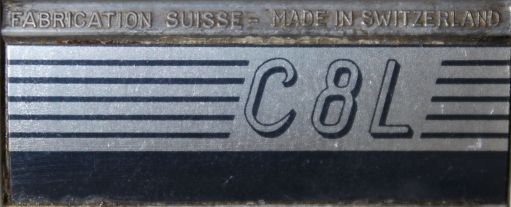 FABRICATION SUISSE - MADE IN SWITZERLAND
C8L